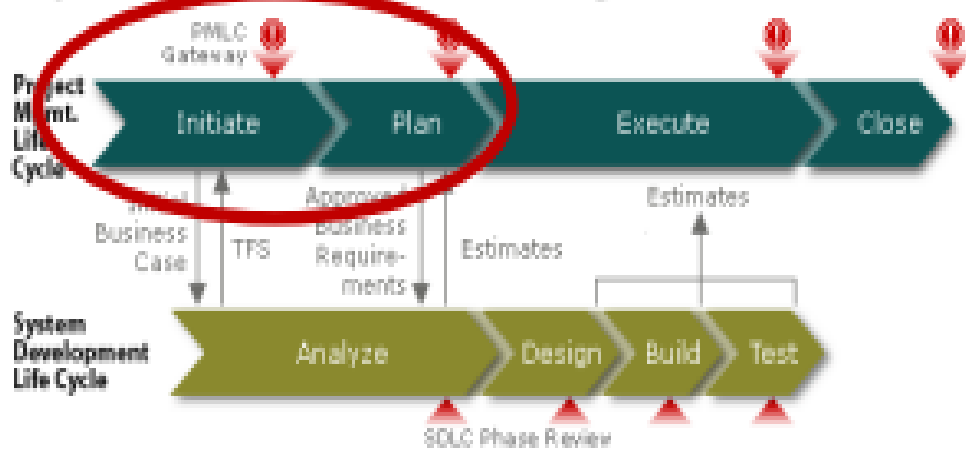 PMLC
Gateway
Project
Mgmt.
Life
Cycle
Initiate
Plan
Execute
Close
Business
Case
TFS
Approved
Business
Require-
ments
Estimates
Estimates
System
Development
Life Cycle
Analyze
Design
Build
Test
SDLC Phase Review